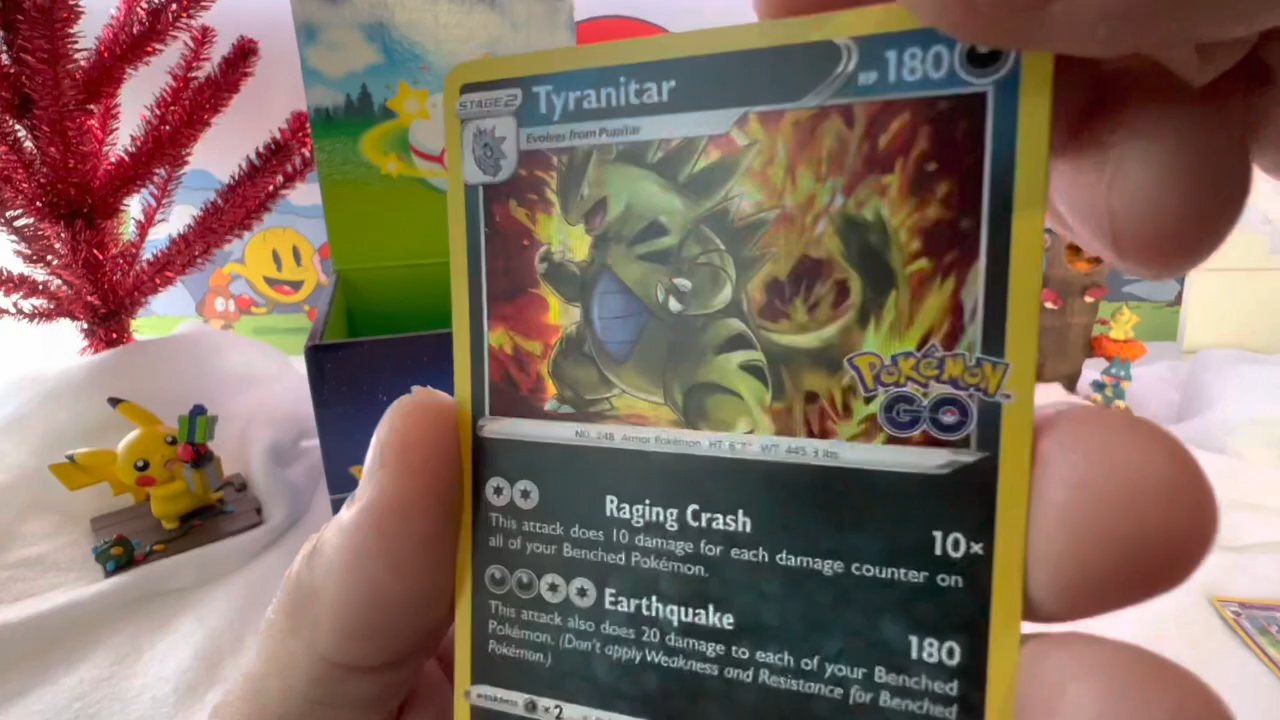 STAGE 2 Tyranitar HP 180
Evolves from Pupitar
POKÉMON
GO
NO. 248 Armor Pokémon HT 6'7" WT 445.3 lbs
Raging Crash 10×
This attack does 10 damage for each damage counter on
all of your Benched Pokémon.
Earthquake 180
This attack also does 20 damage to each of your Benched
Pokémon. (Don't apply Weakness and Resistance for Benched
Pokémon.)
weakness ×2